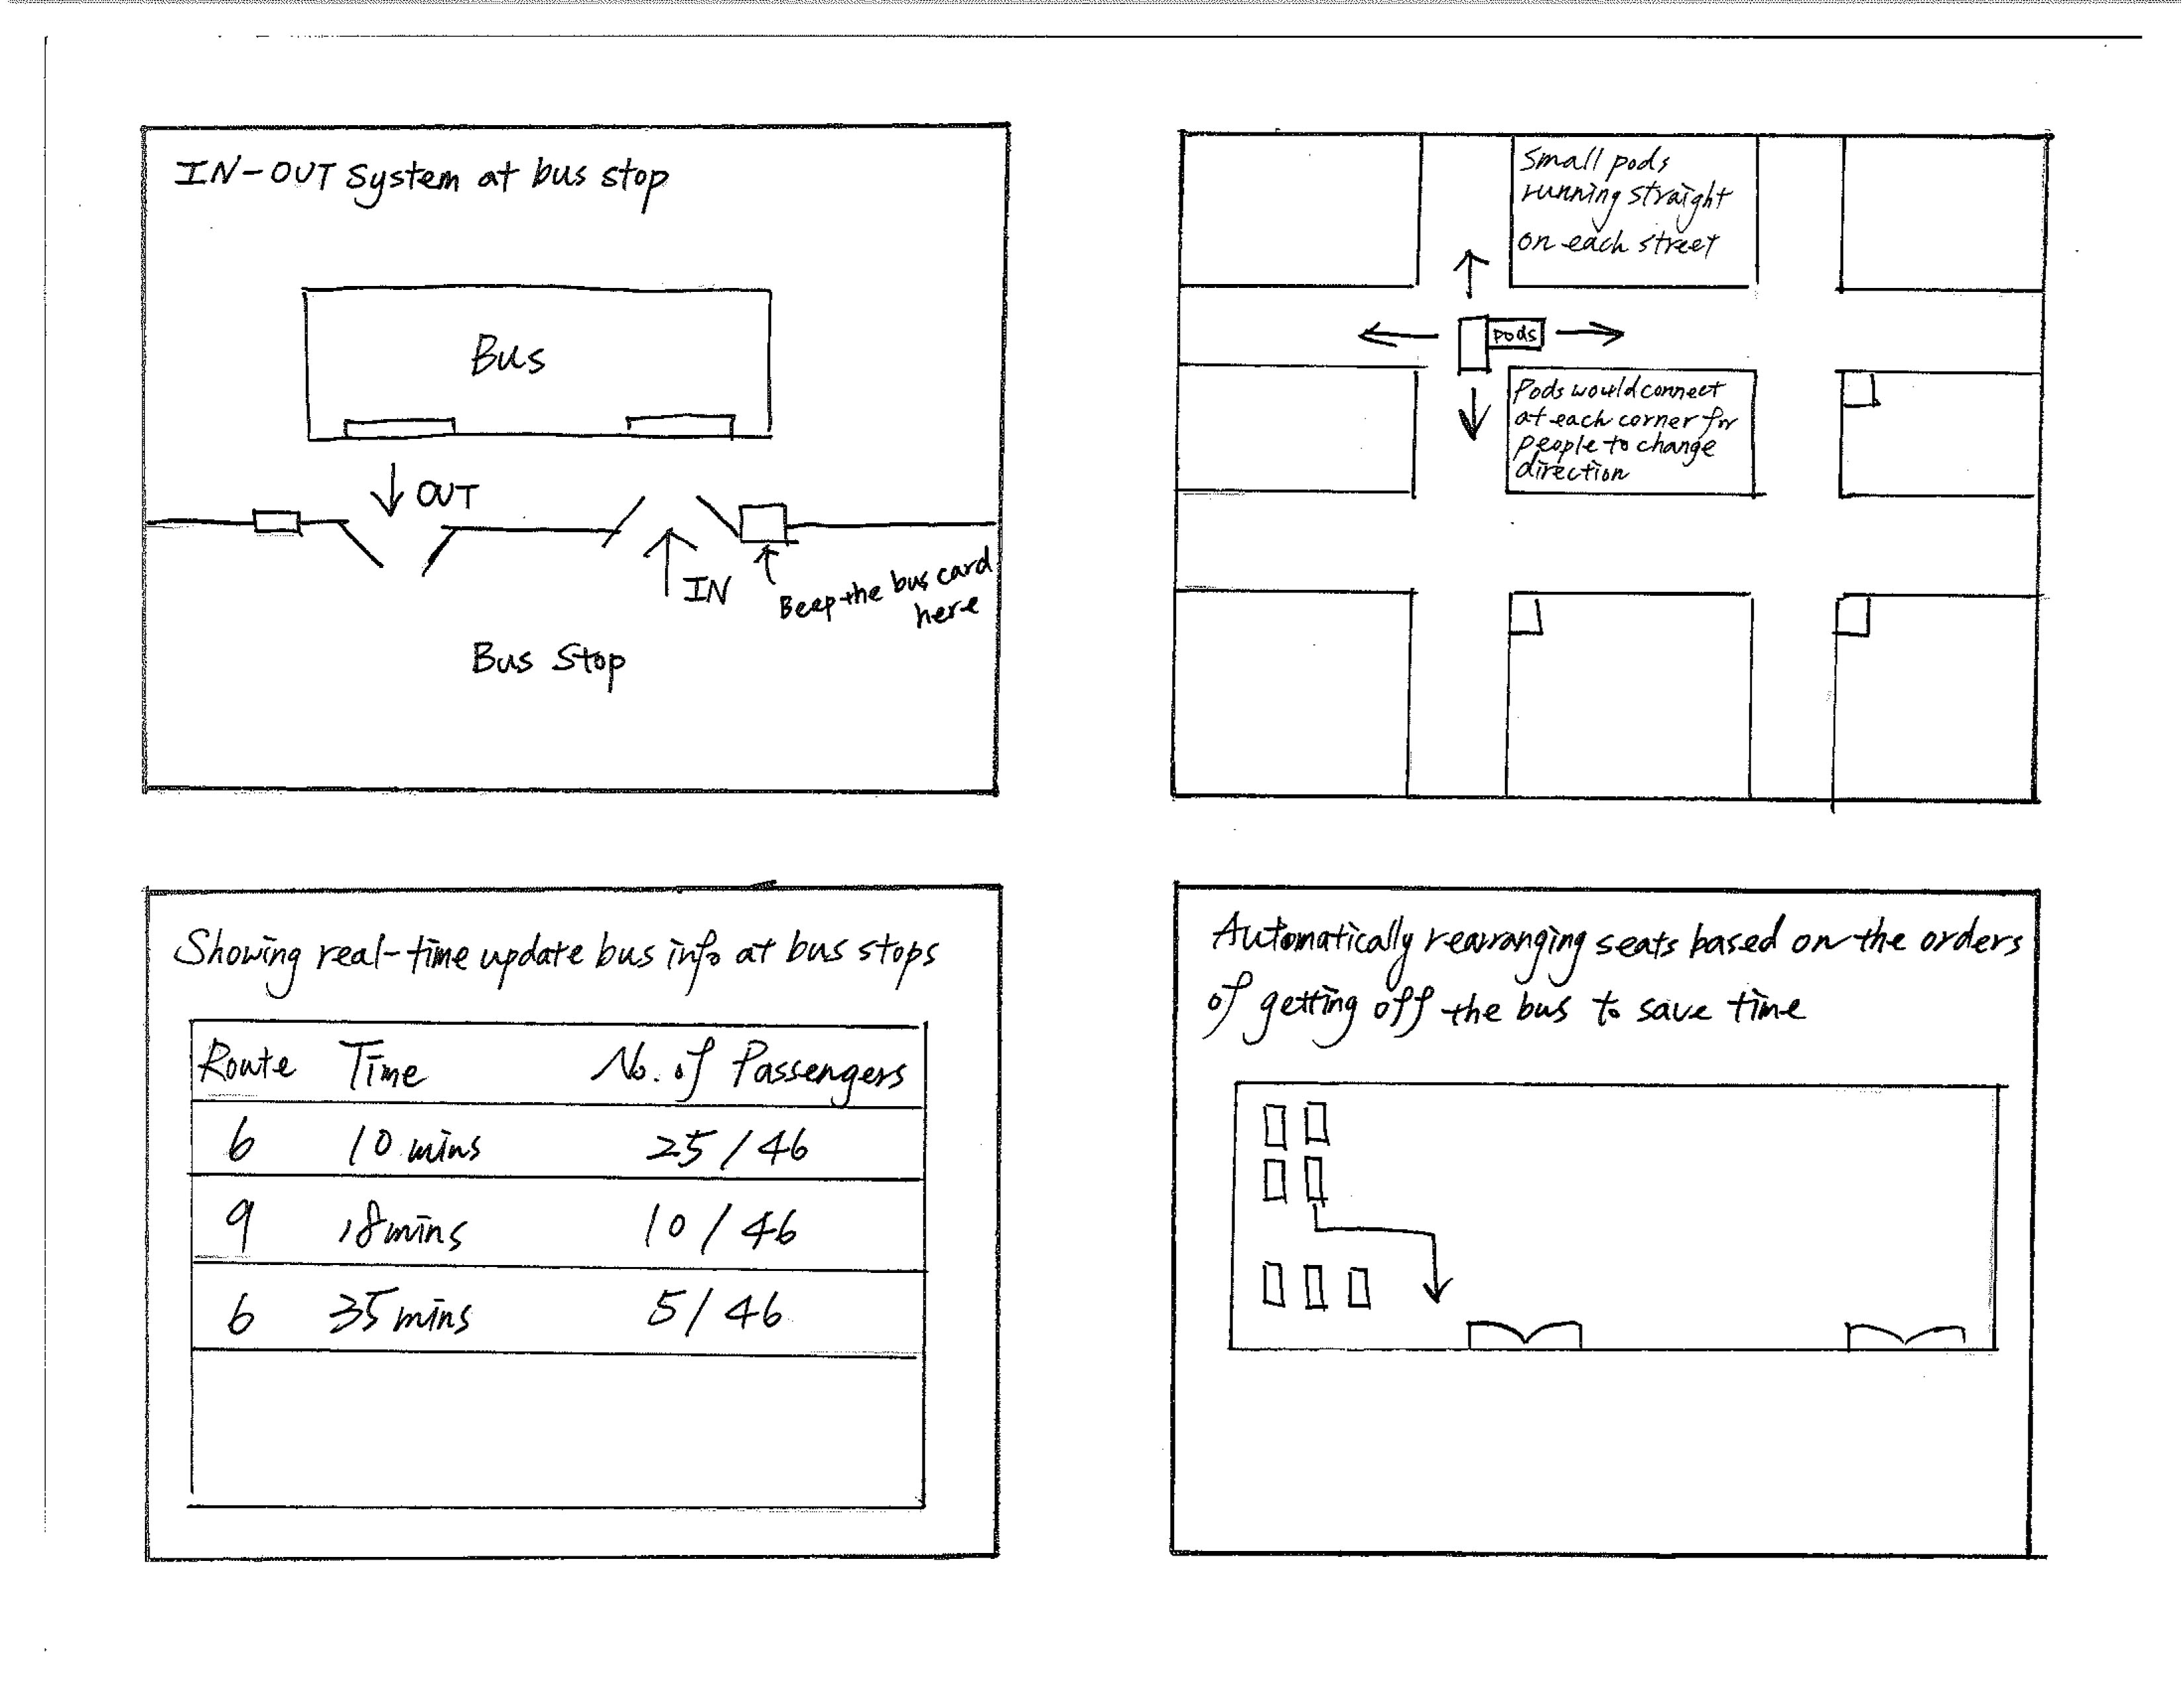 IN-OUT System at bus stop
Bus
OUT
IN
Beep the bus card
here
Bus Stop
Small pods
running straight
on each street
Pods
Pods would connect
at each corner for
people to change
direction
Showing real-time update bus info at bus stops
Route Time No. of Passengers
6 10 mins 25/46
9 18 mins 10/46
6 35 mins 5/46
Automatically rearranging seats based on the orders
of getting off the bus to save time